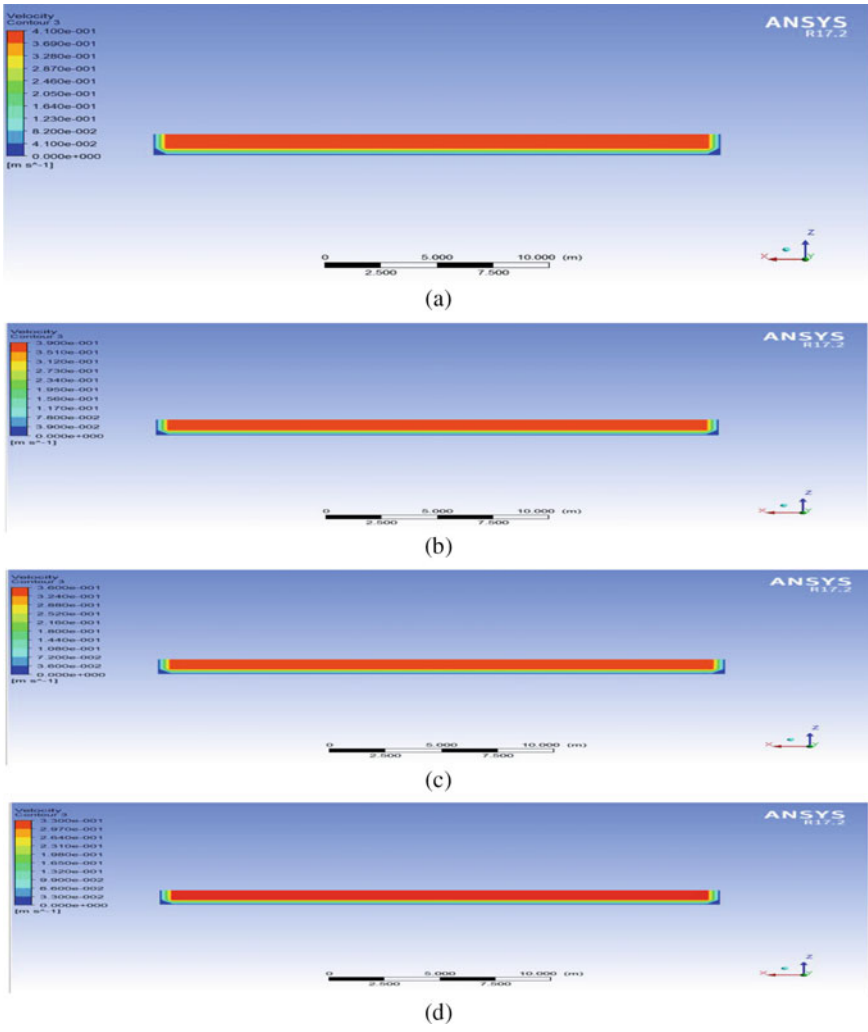 Velocity
Contour 3
4.100e-001
3.690e-001
3.280e-001
2.870e-001
2.460e-001
2.050e-001
1.640e-001
1.230e-001
8.200e-002
4.100e-002
0.000e+000
[m s^-1]
ANSYS
R17.2
0 5.000 10.000 (m)
2.500 7.500
Z
X Y
(a)
Velocity
Contour 3
3.900e-001
3.510e-001
3.120e-001
2.730e-001
2.340e-001
1.950e-001
1.560e-001
1.170e-001
7.800e-002
3.900e-002
0.000e+000
[m s^-1]
ANSYS
R17.2
0 5.000 10.000 (m)
2.500 7.500
Z
X Y
(b)
Velocity
Contour 3
3.600e-001
3.240e-001
2.880e-001
2.520e-001
2.160e-001
1.800e-001
1.440e-001
1.080e-001
7.200e-002
3.600e-002
0.000e+000
[m s^-1]
ANSYS
R17.2
0 5.000 10.000 (m)
2.500 7.500
Z
X Y
(c)
Velocity
Contour 3
3.300e-001
2.970e-001
2.640e-001
2.310e-001
1.980e-001
1.650e-001
1.320e-001
9.900e-002
6.600e-002
3.300e-002
0.000e+000
[m s^-1]
ANSYS
R17.2
0 5.000 10.000 (m)
2.500 7.500
Z
X Y
(d)